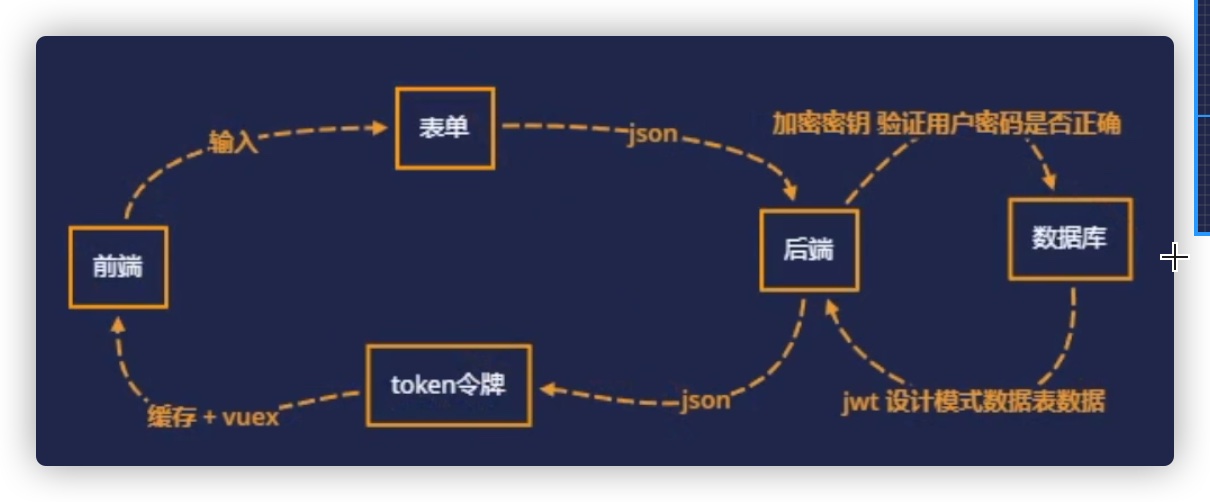 加密密钥 验证用户密码是否正确
表单
json
输入
数据库
后端
前端
token令牌
json
jwt 设计模式数据表数据
缓存 + vuex